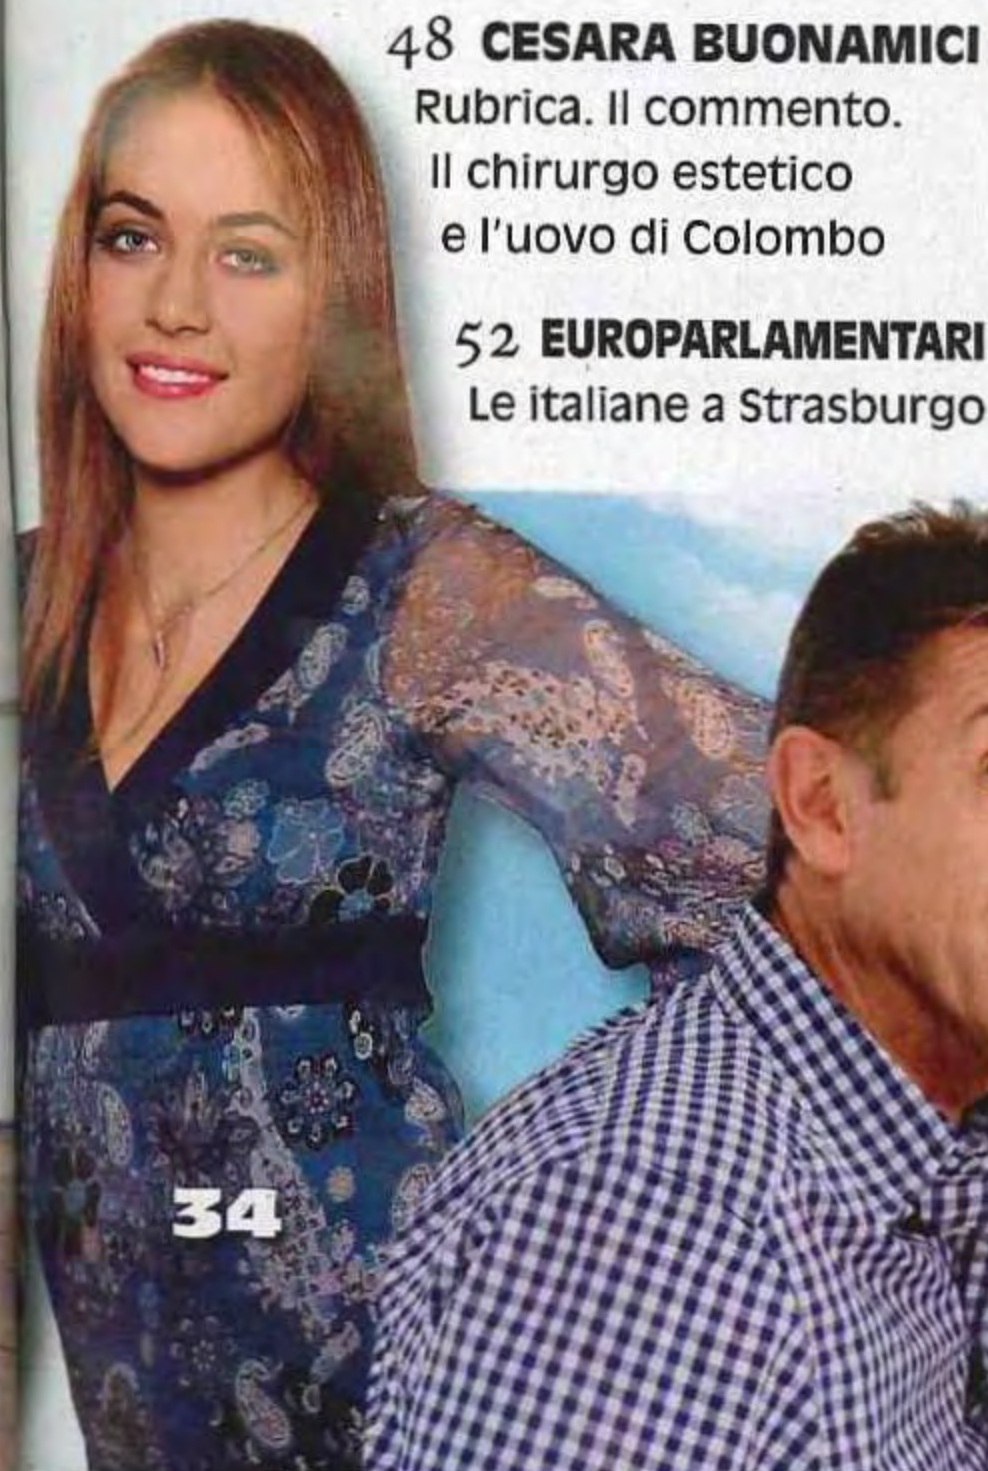 48 CESARA BUONAMICI
Rubrica. Il commento.
Il chirurgo estetico
e l'uovo di Colombo
52 EUROPARLAMENTARI
Le italiane a Strasburgo
34